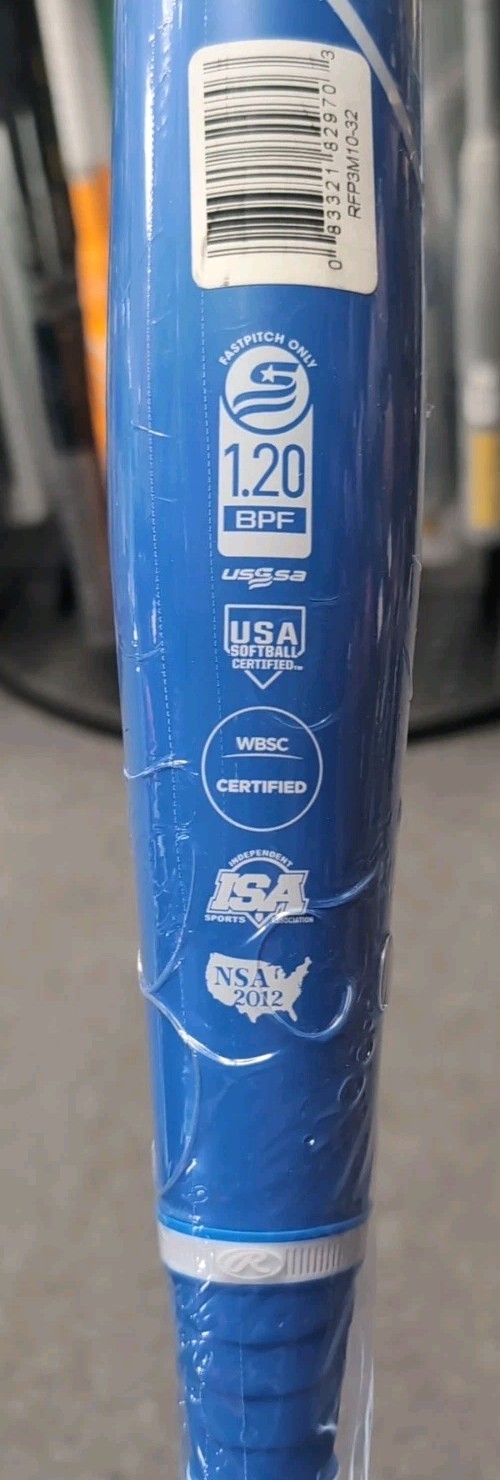 0 83321 82970 3
RFP3M10-32
FASTPITCH ONLY
S
1.20
BPF
usssa
USA
SOFTBALL
CERTIFIED™
WBSC
CERTIFIED
INDEPENDENT
ISA
SPORTS ASSOCIATION
NSA
2012
R